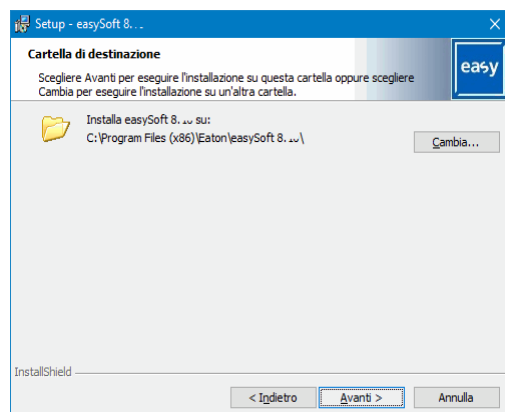 Setup - easySoft 8...
Cartella di destinazione
Scegliere Avanti per eseguire l'installazione su questa cartella oppure scegliere
Cambia per eseguire l'installazione su un'altra cartella.
easy
Installa easySoft 8. su:
C:\Program Files (x86)\Eaton\easySoft 8. \
Cambia...
InstallShield
< Indietro
Avanti >
Annulla